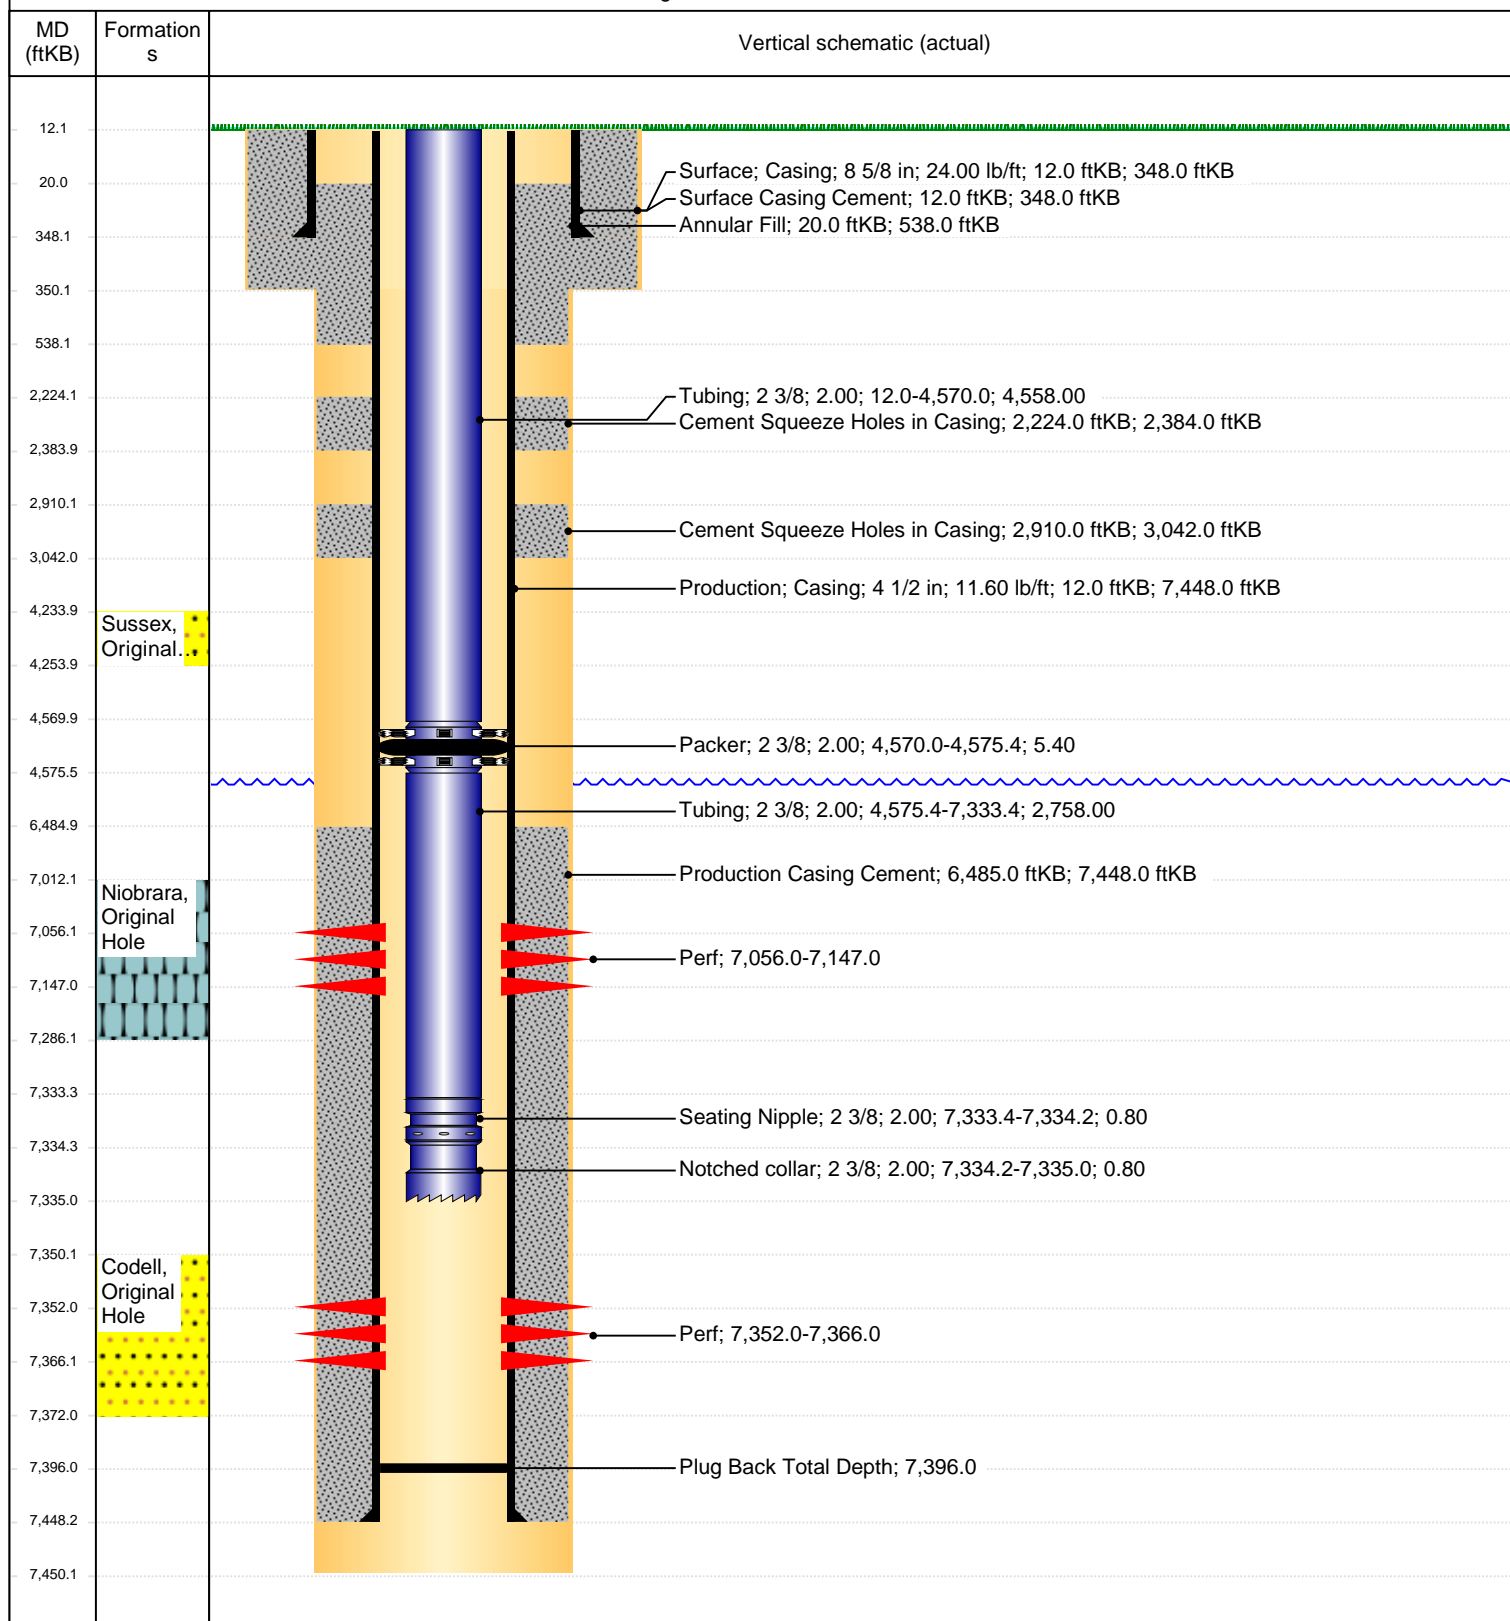 MD
(ftKB)
Formation
s
Vertical schematic (actual)
12.1
Surface; Casing; 8 5/8 in; 24.00 lb/ft; 12.0 ftKB; 348.0 ftKB
20.0
Surface Casing Cement; 12.0 ftKB; 348.0 ftKB
Annular Fill; 20.0 ftKB; 538.0 ftKB
348.1
350.1
538.1
Tubing; 2 3/8; 2.00; 12.0-4,570.0; 4,558.00
2,224.1
Cement Squeeze Holes in Casing; 2,224.0 ftKB; 2,384.0 ftKB
2,383.9
2,910.1
Cement Squeeze Holes in Casing; 2,910.0 ftKB; 3,042.0 ftKB
3,042.0
Production; Casing; 4 1/2 in; 11.60 lb/ft; 12.0 ftKB; 7,448.0 ftKB
4,233.9
Sussex,
Original...
4,253.9
4,569.9
Packer; 2 3/8; 2.00; 4,570.0-4,575.4; 5.40
4,575.5
Tubing; 2 3/8; 2.00; 4,575.4-7,333.4; 2,758.00
6,484.9
Production Casing Cement; 6,485.0 ftKB; 7,448.0 ftKB
7,012.1
Niobrara,
Original
Hole
7,056.1
Perf; 7,056.0-7,147.0
7,147.0
7,286.1
7,333.3
Seating Nipple; 2 3/8; 2.00; 7,333.4-7,334.2; 0.80
7,334.3
Notched collar; 2 3/8; 2.00; 7,334.2-7,335.0; 0.80
7,335.0
7,350.1
Codell,
Original
Hole
7,352.0
Perf; 7,352.0-7,366.0
7,366.1
7,372.0
7,396.0
Plug Back Total Depth; 7,396.0
7,448.2
7,450.1